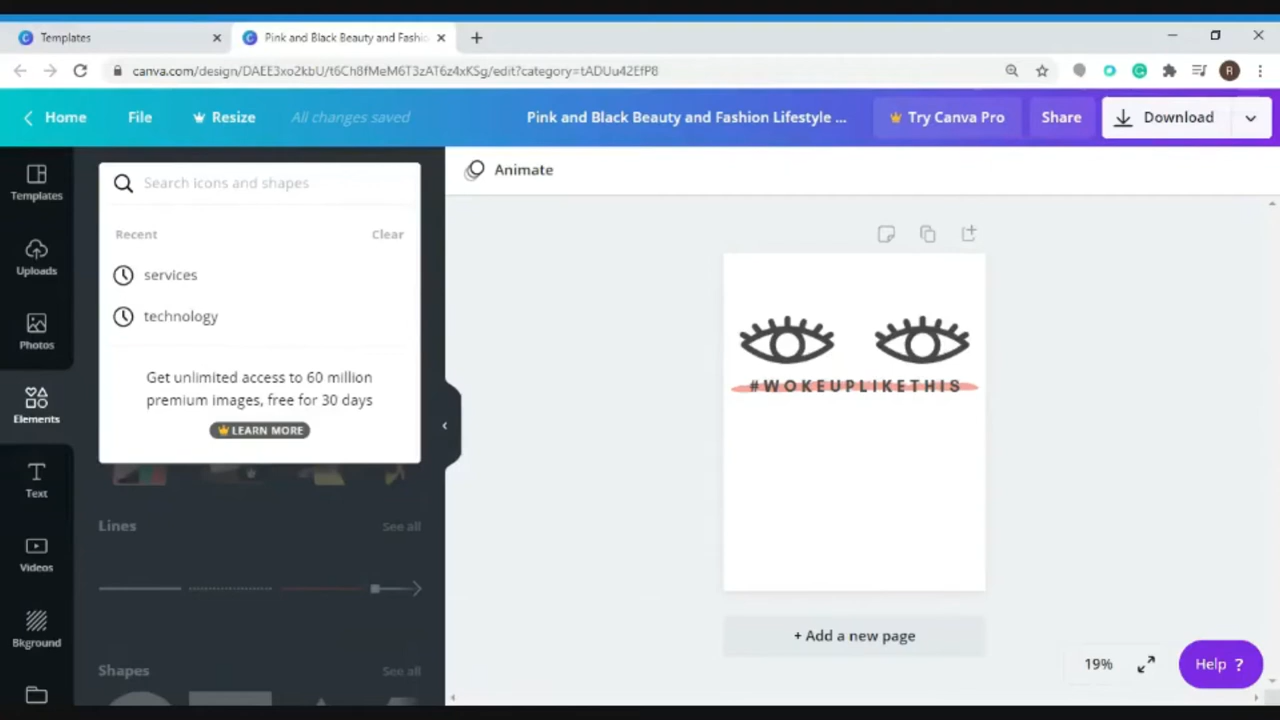 Templates
Pink and Black Beauty and Fashio
canva.com/design/DAEE3xo2kbU/t6Ch8fMeM6T3zAT6z4xKSg/edit?category=tADUu42EfP8
R
Home
File
Resize
All changes saved
Pink and Black Beauty and Fashion Lifestyle ...
Try Canva Pro
Share
Download
Templates
Uploads
Photos
Elements
Text
Videos
Bkground
Search icons and shapes
Recent
Clear
services
technology
Get unlimited access to 60 million
premium images, free for 30 days
LEARN MORE
Lines
See all
Shapes
See all
Animate
#WOKEUPLIKETHIS
+ Add a new page
19%
Help ?